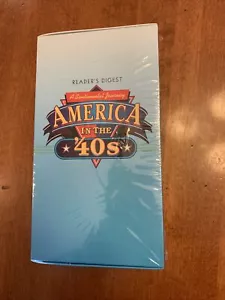 READER'S DIGEST
A Sentimental Journey
AMERICA
IN THE
'40s